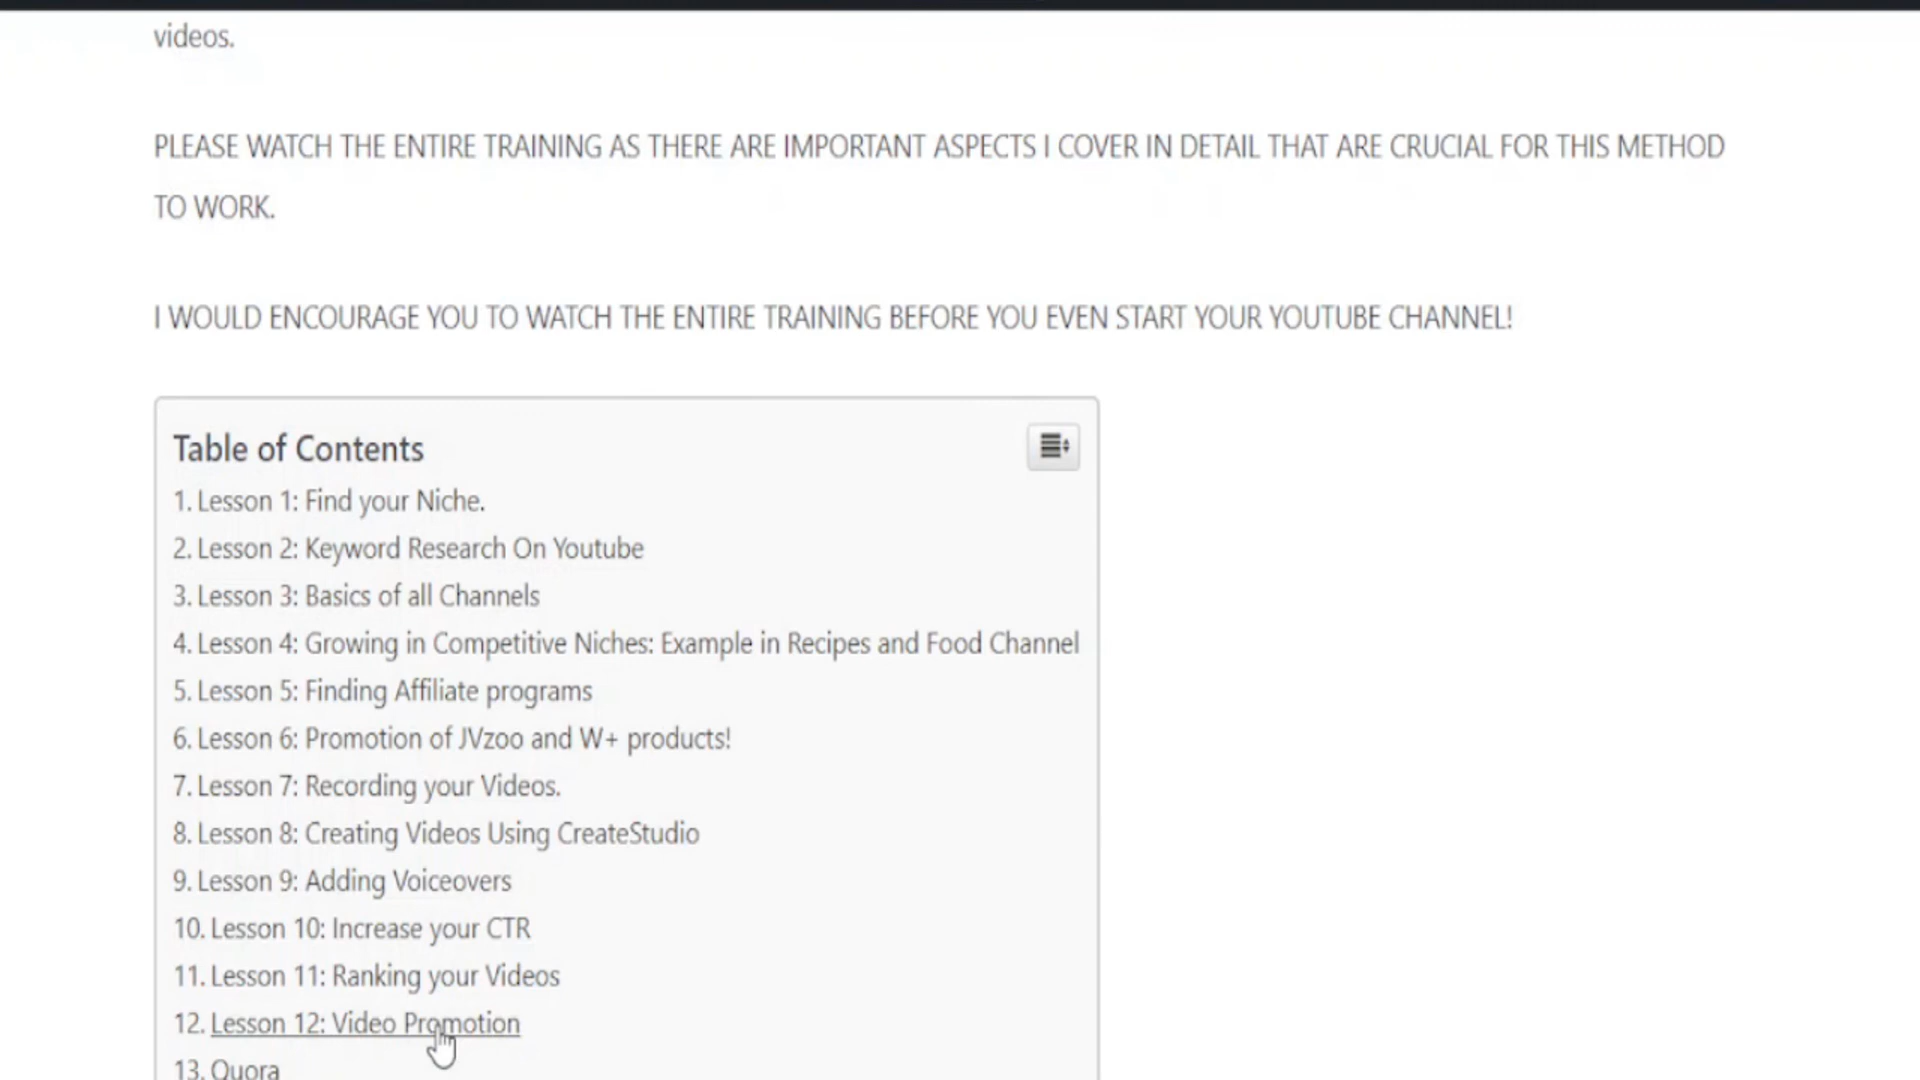 videos.
PLEASE WATCH THE ENTIRE TRAINING AS THERE ARE IMPORTANT ASPECTS I COVER IN DETAIL THAT ARE CRUCIAL FOR THIS METHOD
TO WORK.
I WOULD ENCOURAGE YOU TO WATCH THE ENTIRE TRAINING BEFORE YOU EVEN START YOUR YOUTUBE CHANNEL!
Table of Contents
1. Lesson 1: Find your Niche.
2. Lesson 2: Keyword Research On Youtube
3. Lesson 3: Basics of all Channels
4. Lesson 4: Growing in Competitive Niches: Example in Recipes and Food Channel
5. Lesson 5: Finding Affiliate programs
6. Lesson 6: Promotion of JVzoo and W+ products!
7. Lesson 7: Recording your Videos.
8. Lesson 8: Creating Videos Using CreateStudio
9. Lesson 9: Adding Voiceovers
10. Lesson 10: Increase your CTR
11. Lesson 11: Ranking your Videos
12. Lesson 12: Video Promotion
13. Quora